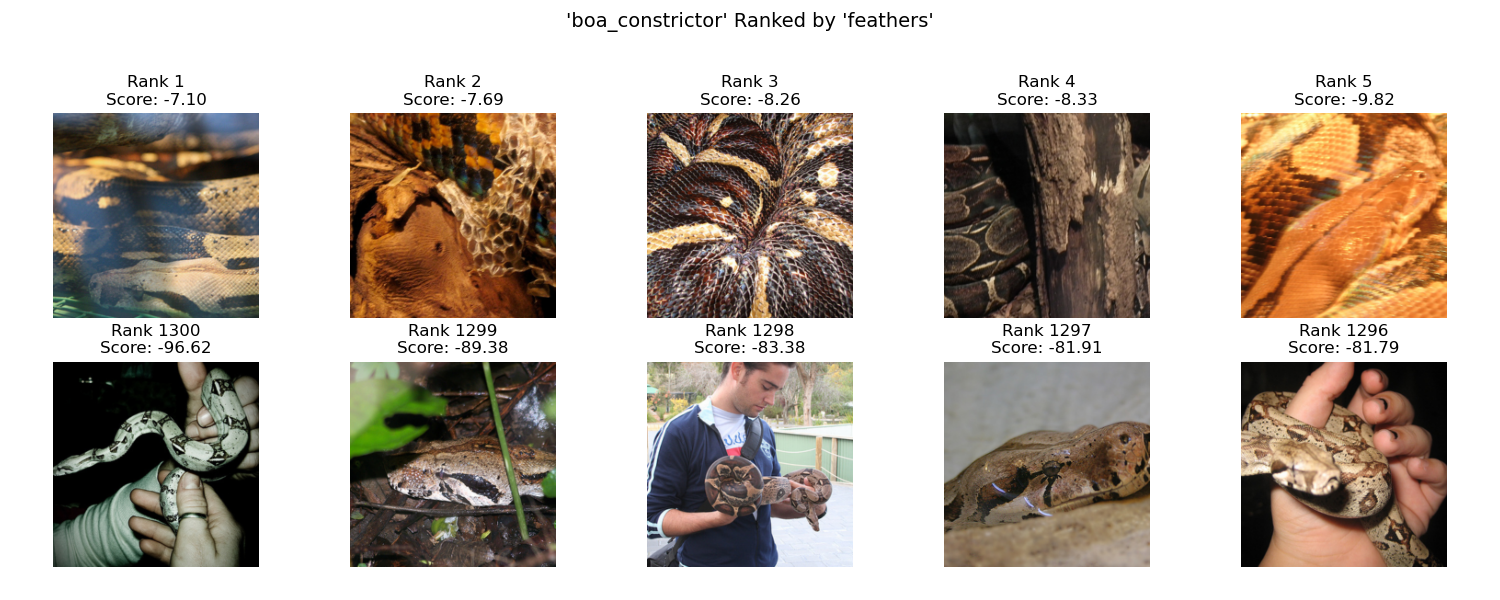 'boa_constrictor' Ranked by 'feathers'
Rank 1
Score: -7.10
Rank 2
Score: -7.69
Rank 3
Score: -8.26
Rank 4
Score: -8.33
Rank 5
Score: -9.82
Rank 1300
Score: -96.62
Rank 1299
Score: -89.38
Rank 1298
Score: -83.38
Rank 1297
Score: -81.91
Rank 1296
Score: -81.79